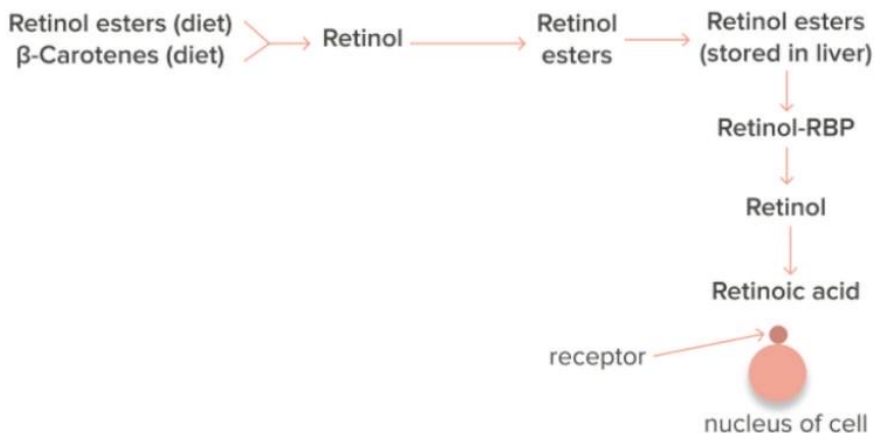 Retinol esters (diet)
β-Carotenes (diet)
Retinol
Retinol
esters
Retinol esters
(stored in liver)
Retinol-RBP
Retinol
Retinoic acid
receptor
nucleus of cell